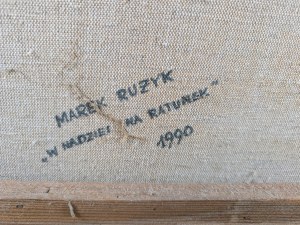 MAREK RUZYK
„W NADZIEI NA RATUNEK"
1990